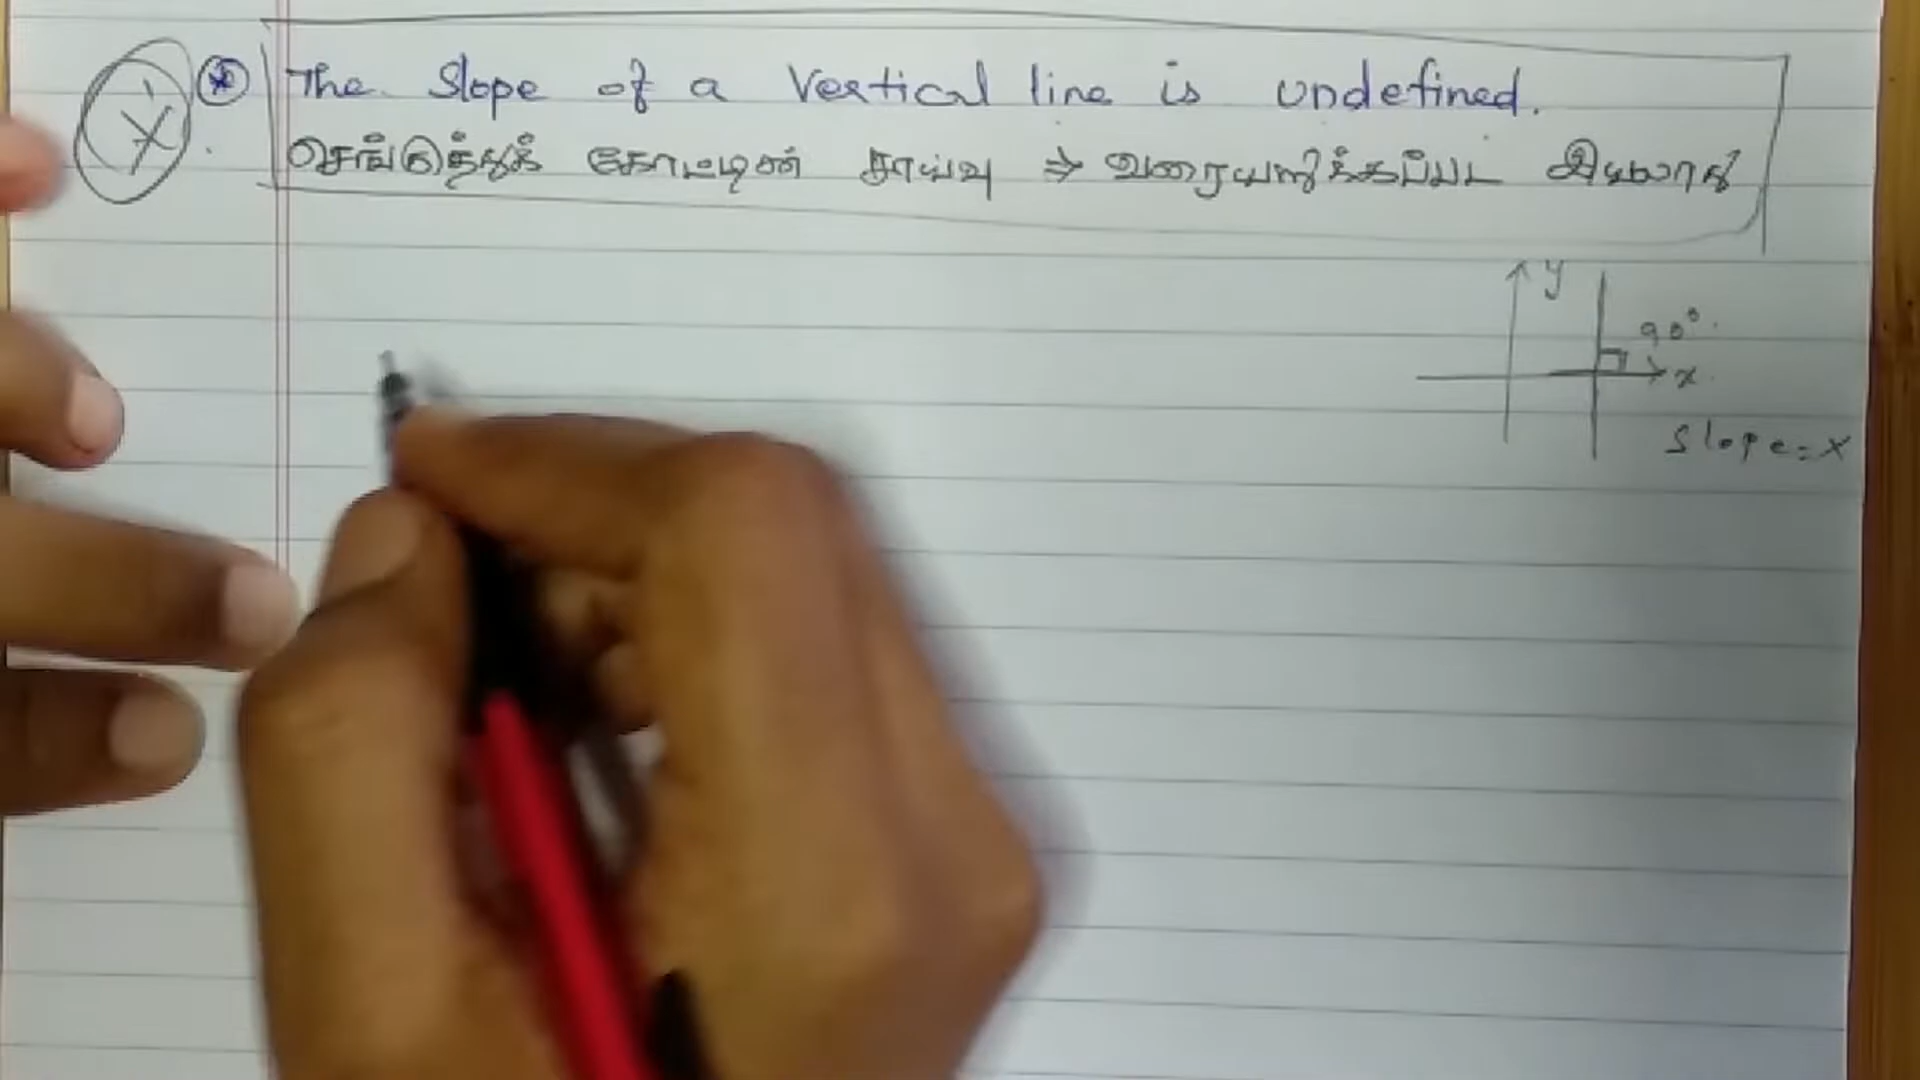 The Slope of a Vertical line is undefined.
செங்குத்துக் கோட்டின் சாய்வு ⇒ வரையறுக்கப்பட இயலாது
y
90°.
x.
Slope = x